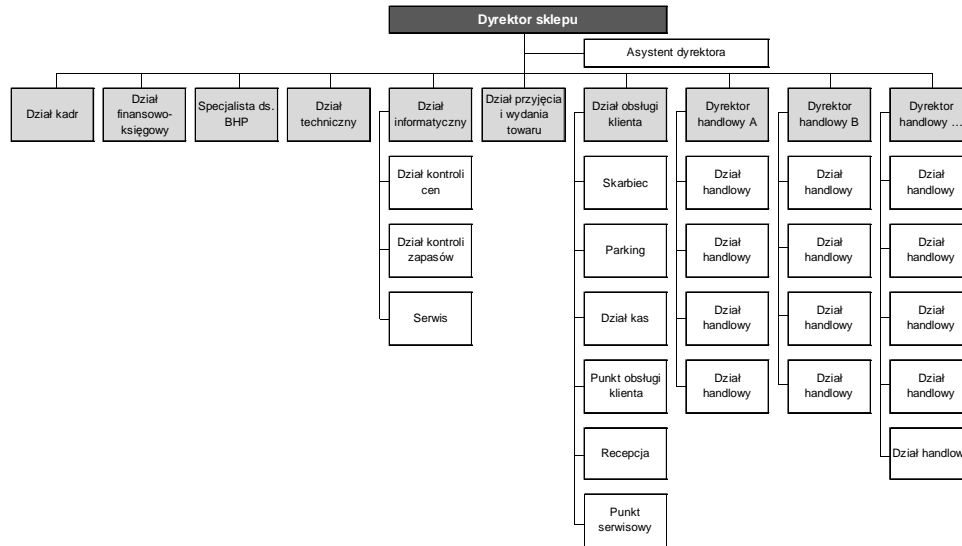 Dyrektor sklepu
Asystent dyrektora
Dział kadr
Dział
finansowo-
księgowy
Specjalista ds.
BHP
Dział
techniczny
Dział
informatyczny
Dział przyjęcia
i wydania
towaru
Dział obsługi
klienta
Dyrektor
handlowy A
Dyrektor
handlowy B
Dyrektor
handlowy ...
Dział kontroli
cen
Dział kontroli
zapasów
Serwis
Skarbiec
Parking
Dział kas
Punkt obsługi
klienta
Recepcja
Punkt
serwisowy
Dział
handlowy
Dział
handlowy
Dział
handlowy
Dział
handlowy
Dział
handlowy
Dział
handlowy
Dział
handlowy
Dział
handlowy
Dział
handlowy
Dział
handlowy
Dział
handlowy
Dział
handlowy
Dział handlow